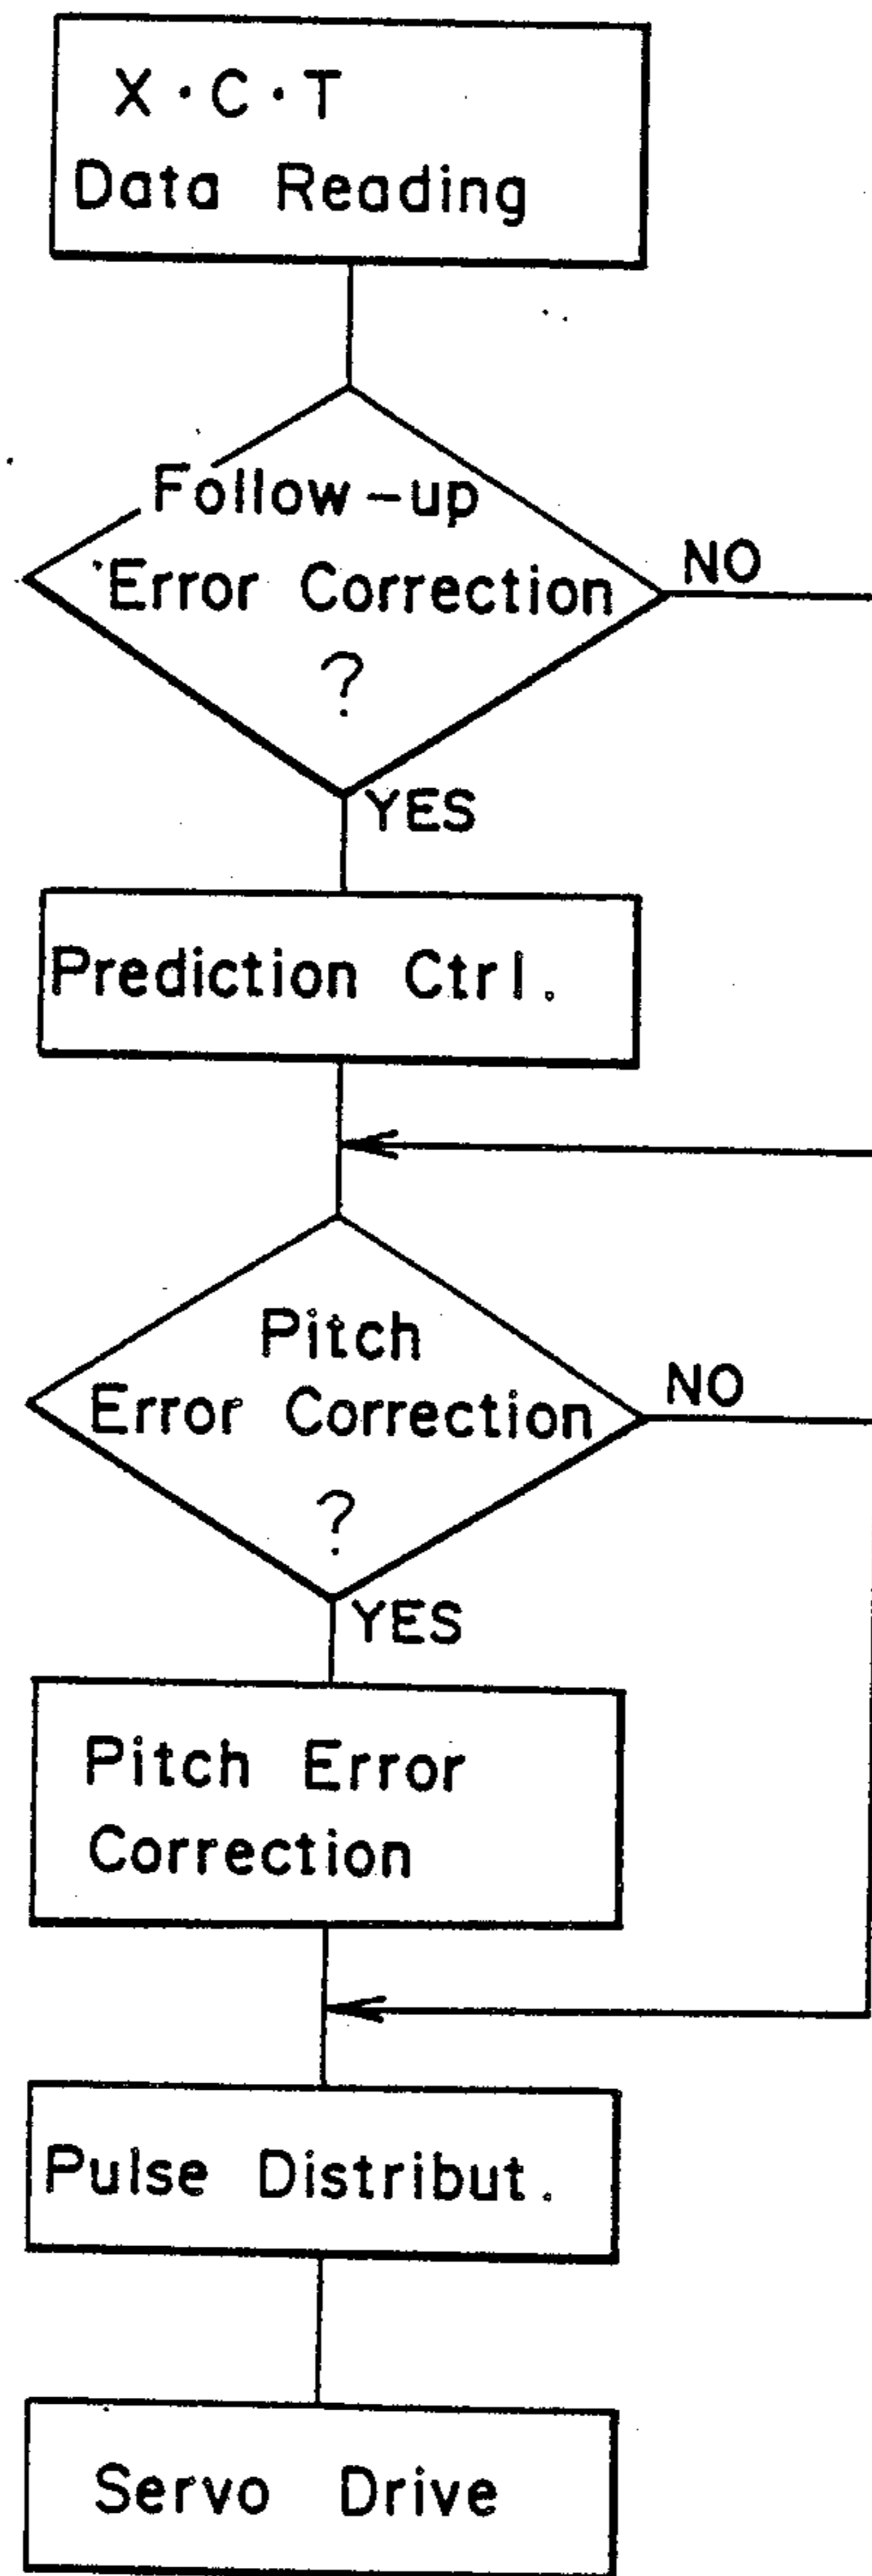 X·C·T
Data Reading
Follow-up
Error Correction
?
NO
YES
Prediction Ctrl.
Pitch
Error Correction
?
NO
YES
Pitch Error
Correction
Pulse Distribut.
Servo Drive